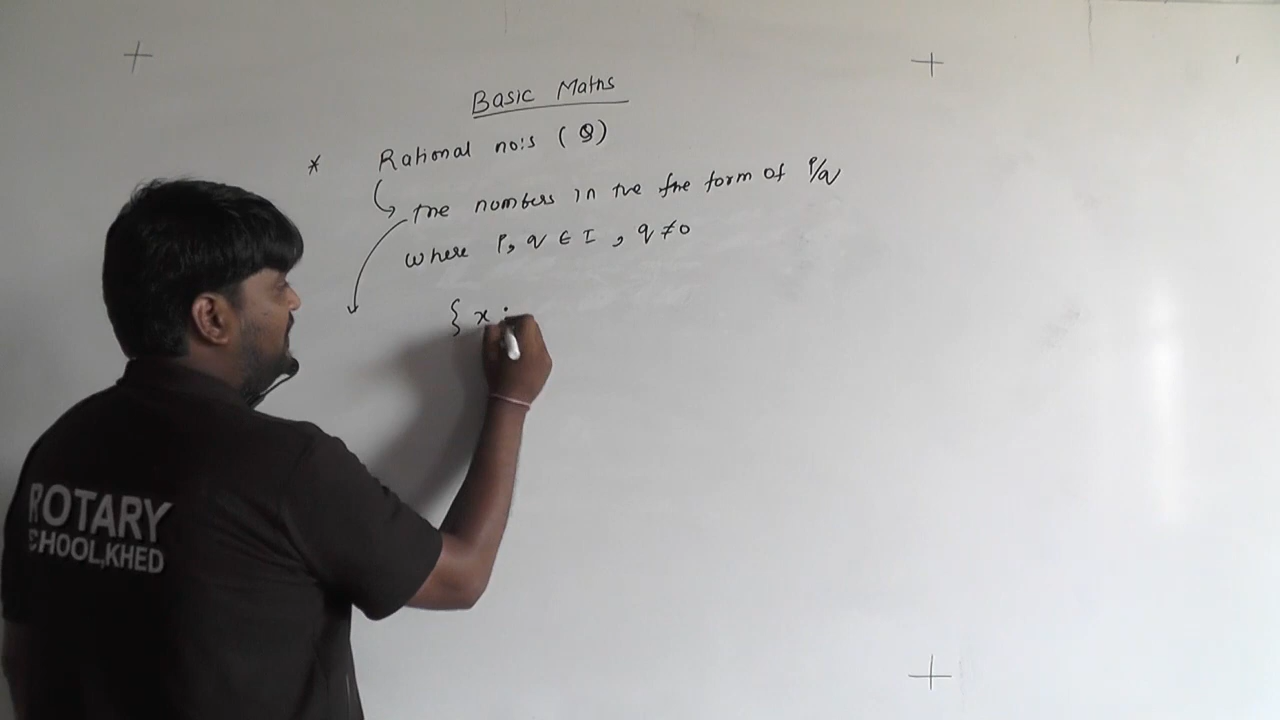 Basic Maths
* Rational no:s (Q)
the numbers in the the form of P/q
where P, q ∈ I , q ≠ 0
{ x :
ROTARY
SCHOOL,KHED